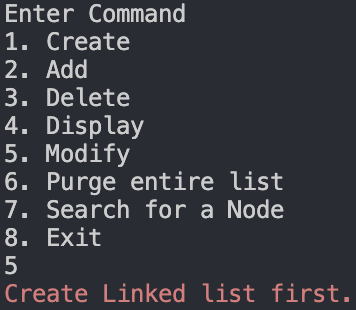 Enter Command
1. Create
2. Add
3. Delete
4. Display
5. Modify
6. Purge entire list
7. Search for a Node
8. Exit
5
Create Linked list first.